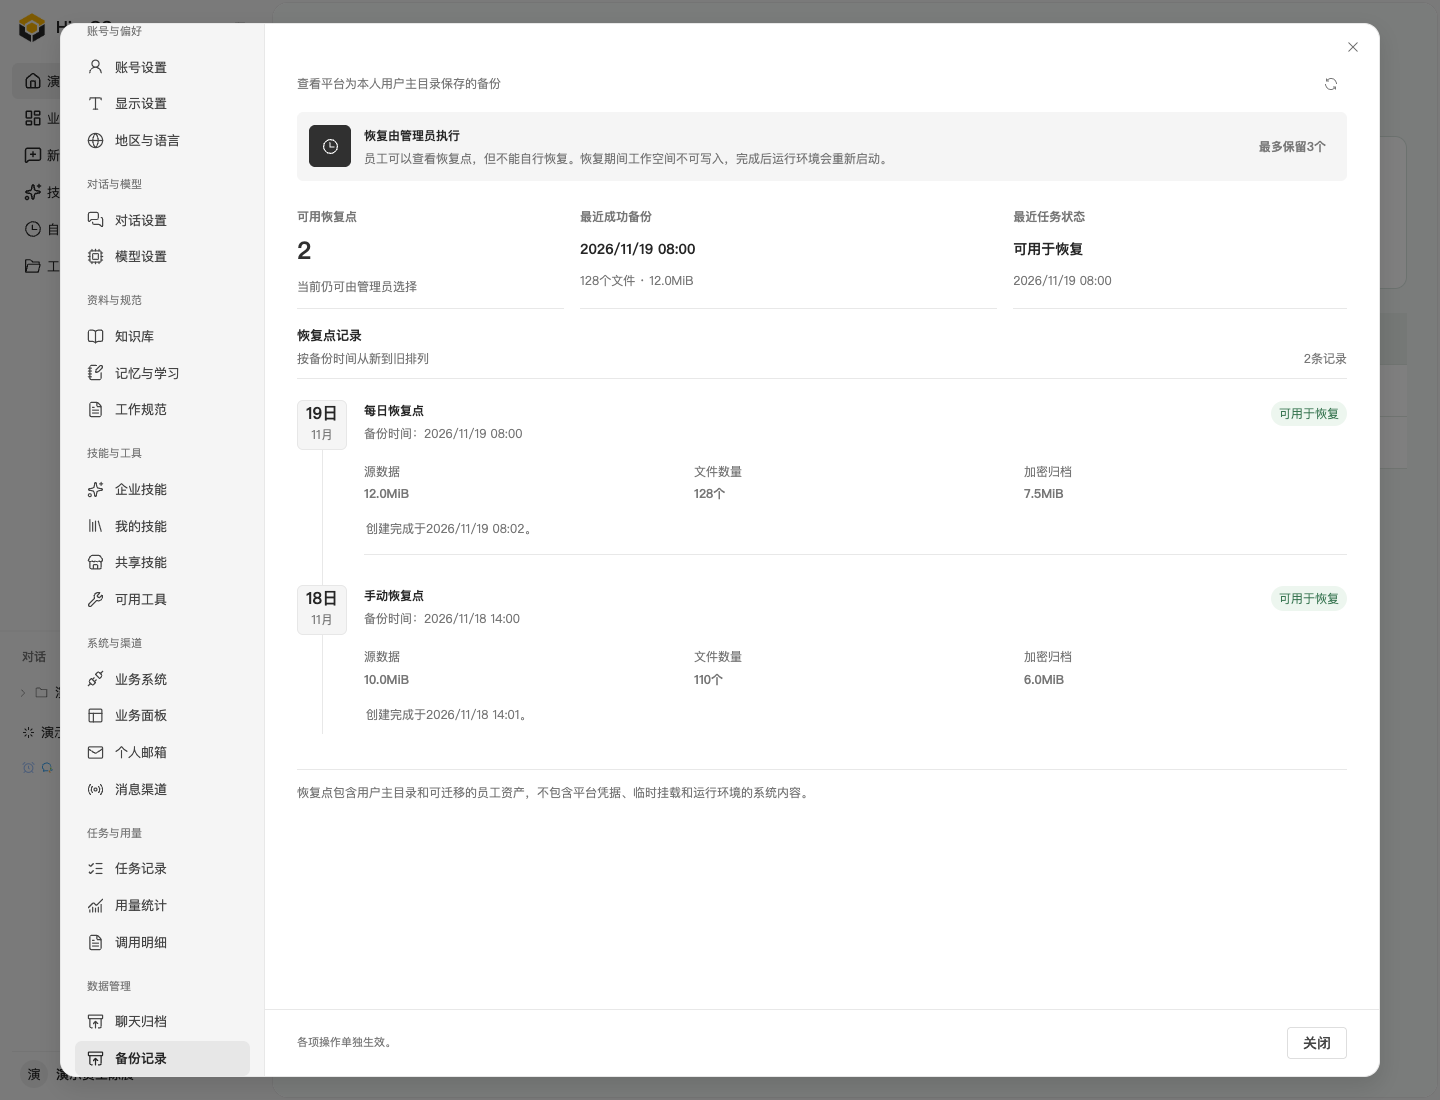 账号与偏好
账号设置
显示设置
地区与语言
对话与模型
对话设置
模型设置
资料与规范
知识库
记忆与学习
工作规范
技能与工具
企业技能
我的技能
共享技能
可用工具
系统与渠道
业务系统
业务面板
个人邮箱
消息渠道
任务与用量
任务记录
用量统计
调用明细
数据管理
聊天归档
备份记录
对话
演
查看平台为本人用户主目录保存的备份
恢复由管理员执行
员工可以查看恢复点，但不能自行恢复。恢复期间工作空间不可写入，完成后运行环境会重新启动。
最多保留3个
可用恢复点
2
当前仍可由管理员选择
最近成功备份
2026/11/19 08:00
128个文件 · 12.0MiB
最近任务状态
可用于恢复
2026/11/19 08:00
恢复点记录
按备份时间从新到旧排列
2条记录
19日
11月
每日恢复点
备份时间：2026/11/19 08:00
可用于恢复
源数据
12.0MiB
文件数量
128个
加密归档
7.5MiB
创建完成于2026/11/19 08:02。
18日
11月
手动恢复点
备份时间：2026/11/18 14:00
可用于恢复
源数据
10.0MiB
文件数量
110个
加密归档
6.0MiB
创建完成于2026/11/18 14:01。
恢复点包含用户主目录和可迁移的员工资产，不包含平台凭据、临时挂载和运行环境的系统内容。
各项操作单独生效。
关闭